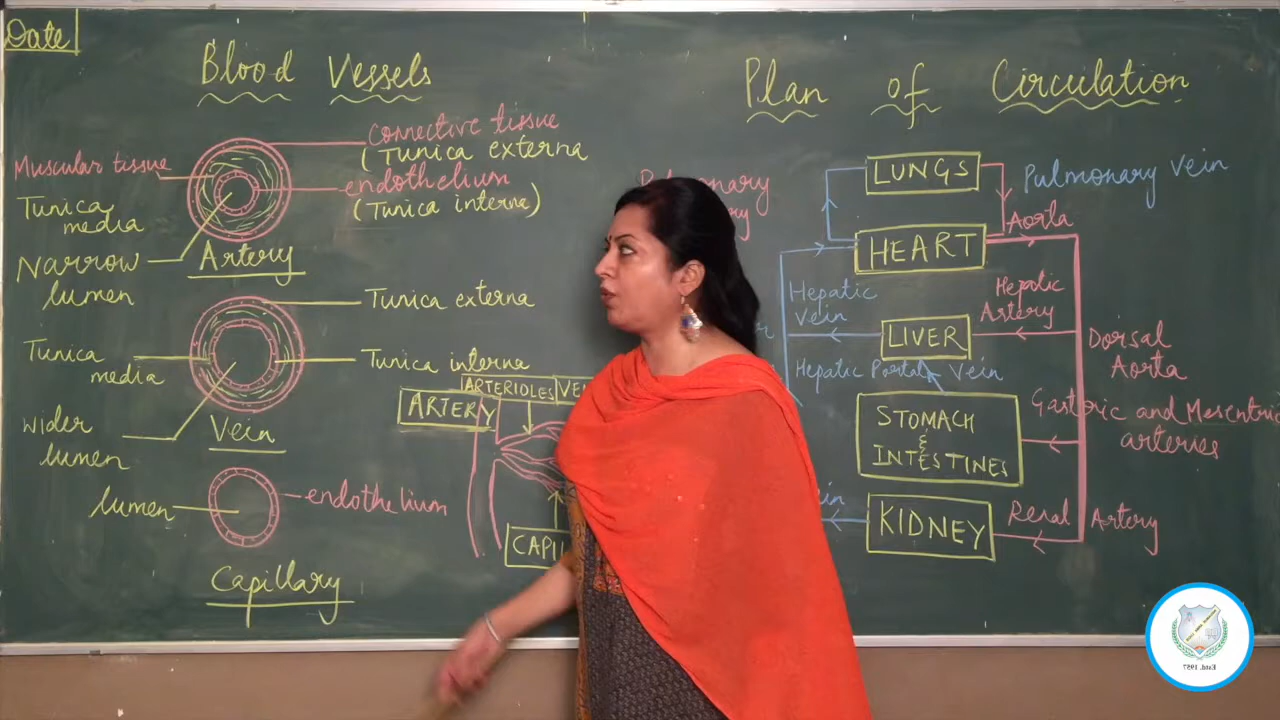 Date
Blood Vessels
Connective tissue
(Tunica externa
Muscular tissue
endothelium
(Tunica interna)
Tunica
media
Narrow
lumen
Artery
Tunica externa
Tunica
media
Tunica interna
Wider
lumen
Vein
lumen
endothelium
Capillary
ARTERIOLES
ARTERY
Plan of Circulation
Pulmonary
LUNGS
Pulmonary Vein
Aorta
HEART
Hepatic
Vein
Hepatic
Artery
LIVER
Dorsal
Aorta
Hepatic Portal Vein
STOMACH
&
INTESTINES
Gastric and Mesentric
arteries
KIDNEY
Renal Artery
Estd. 1957